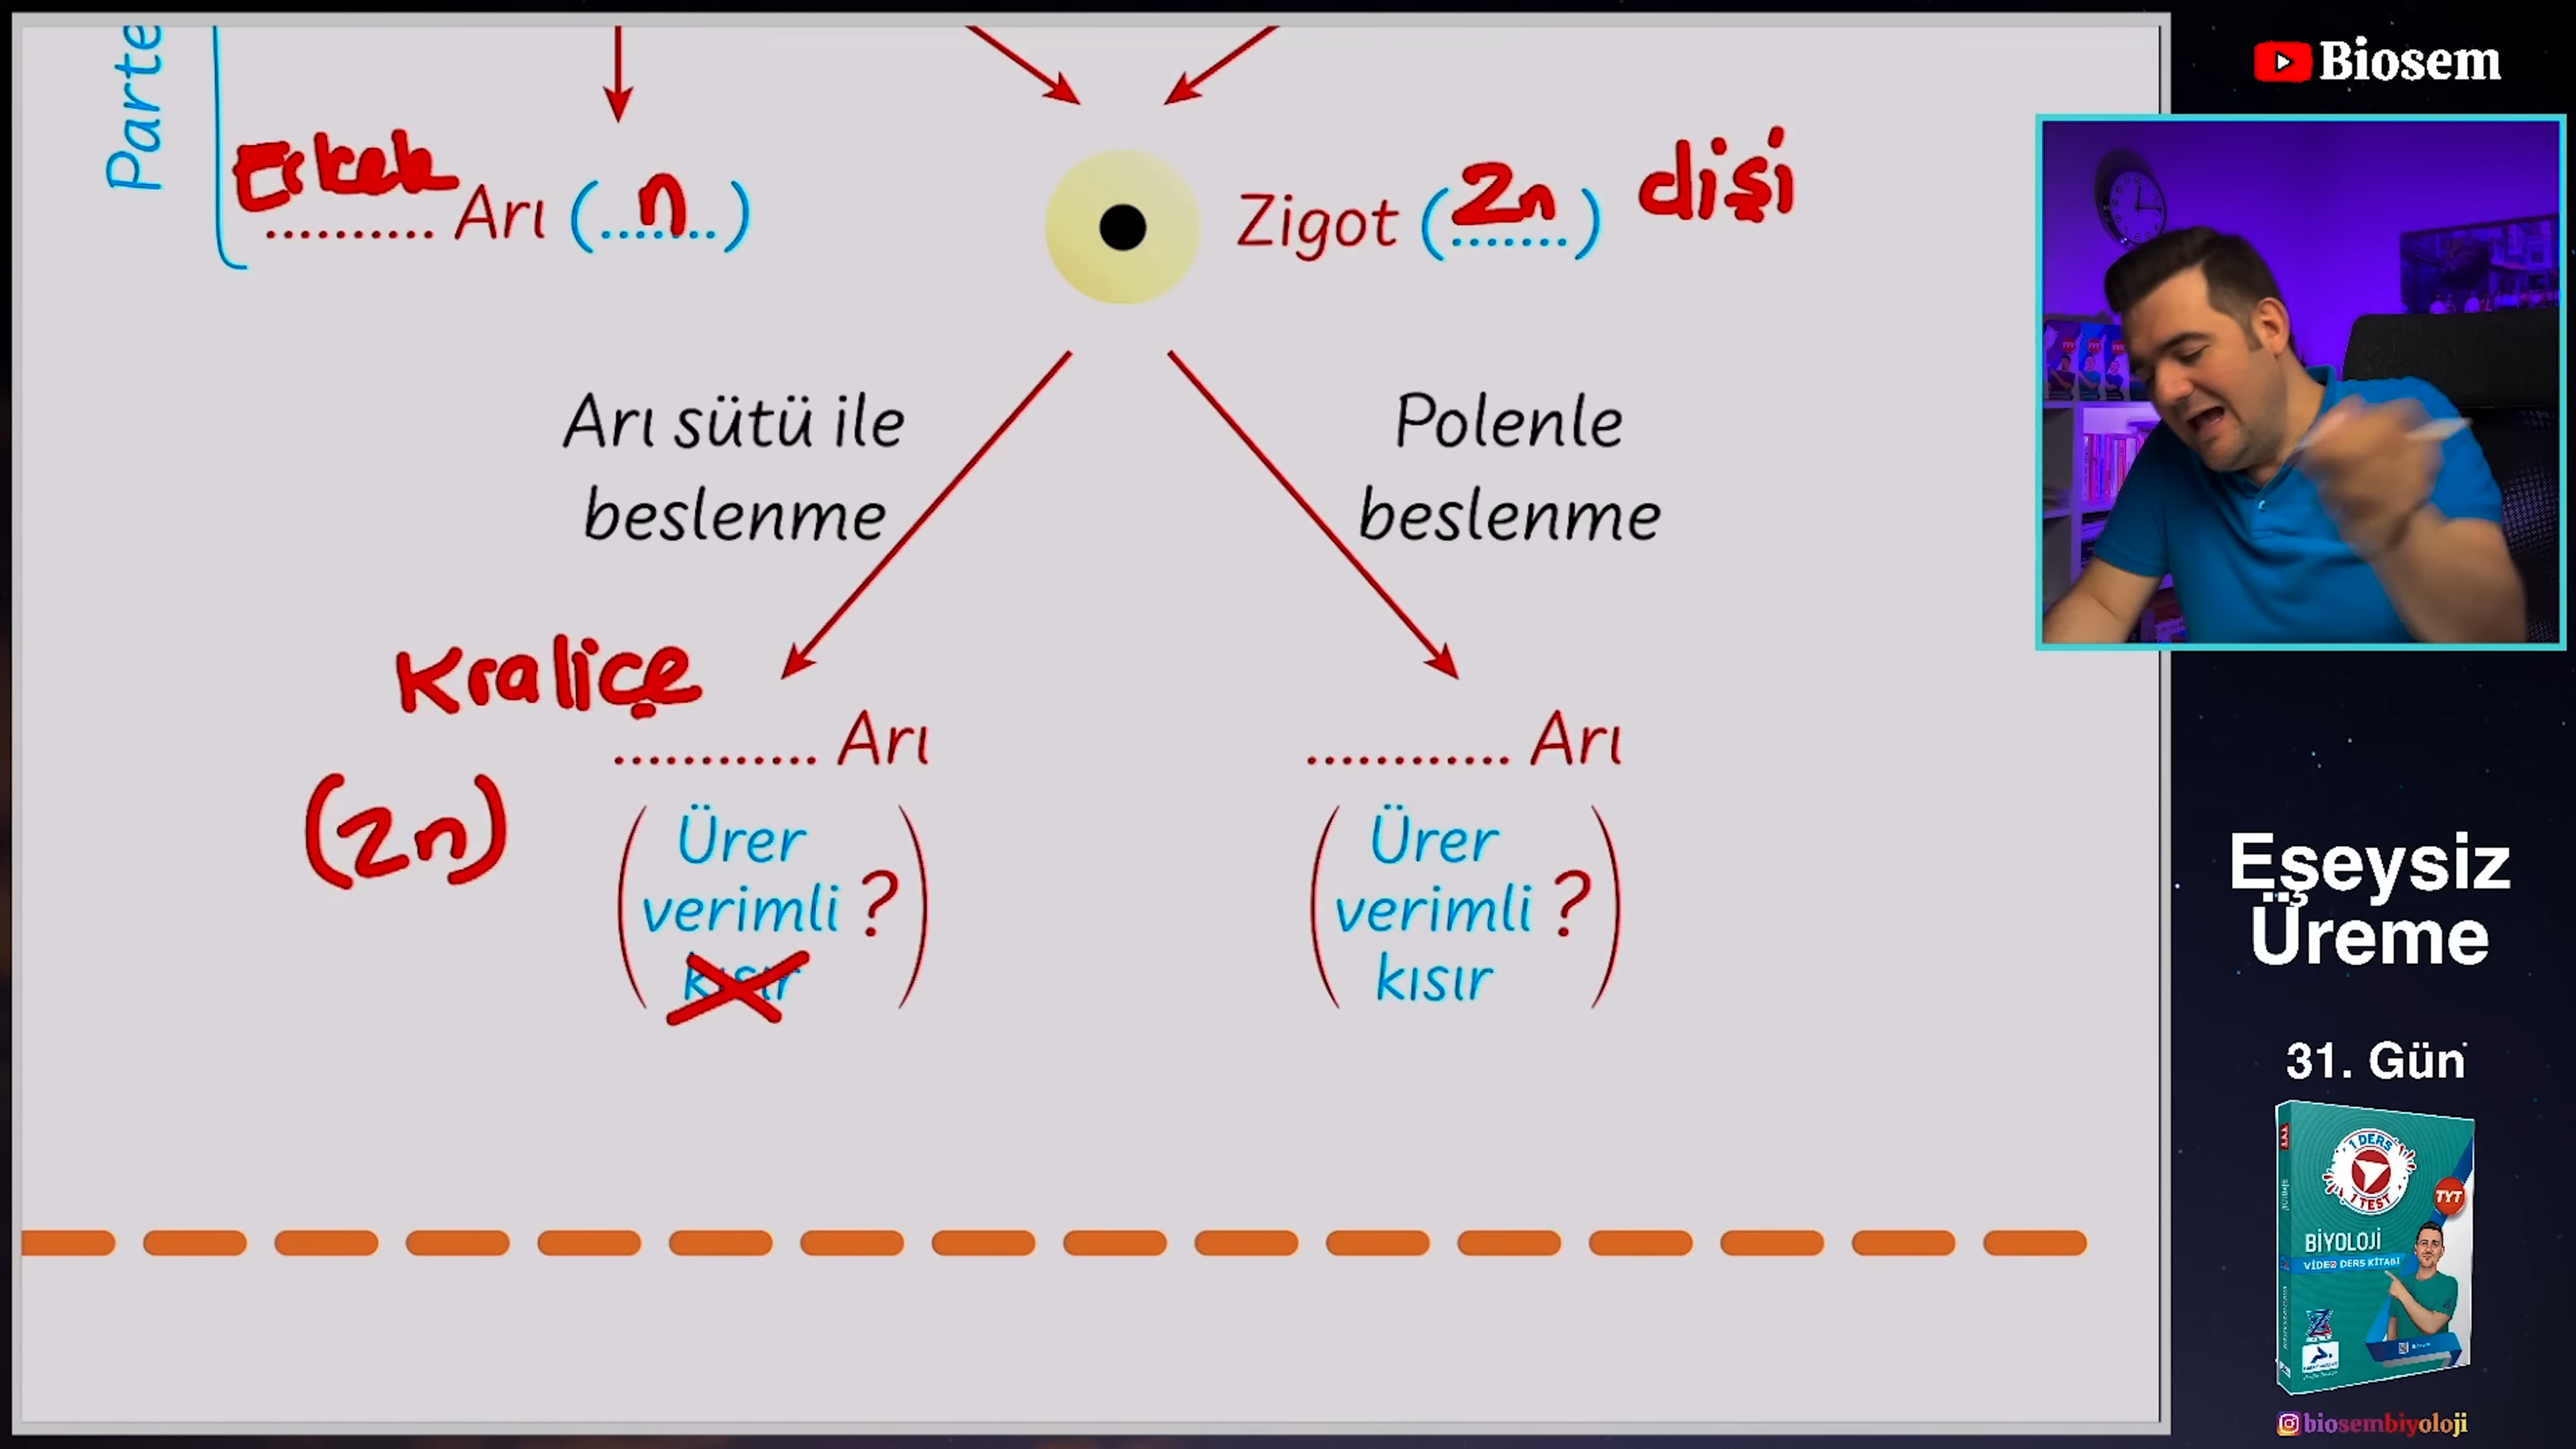 Parte
Erkek
.......... Arı (...n....)
Zigot (..2n.....) dişi
Arı sütü ile
beslenme
Polenle
beslenme
Kraliçe
............ Arı
(2n)
Ürer
verimli ?
kısır
............ Arı
Ürer
verimli ?
kısır
Biosem
Eşeysiz
Üreme
31. Gün
1 DERS
1 TEST
TYT
BİYOLOJİ
VİDEO DERS KİTABI
biosembiyoloji